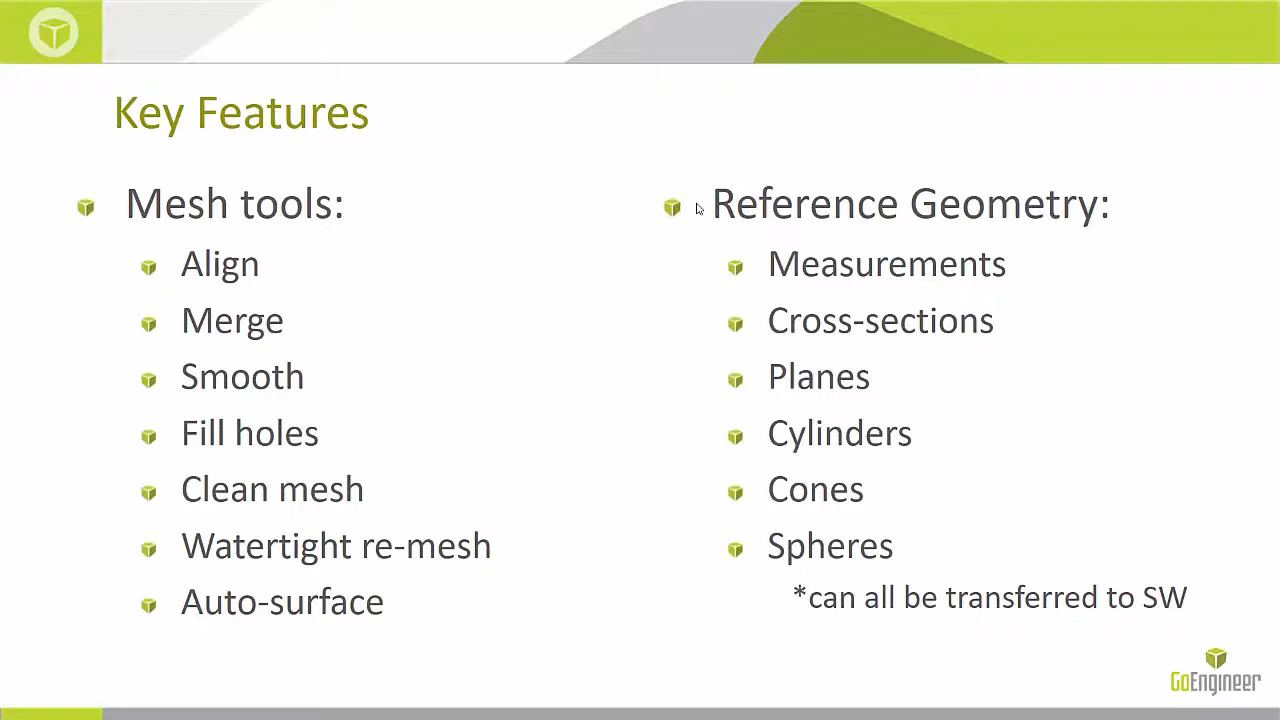 Key Features
Mesh tools:
Align
Merge
Smooth
Fill holes
Clean mesh
Watertight re-mesh
Auto-surface
Reference Geometry:
Measurements
Cross-sections
Planes
Cylinders
Cones
Spheres
*can all be transferred to SW
GoEngineer